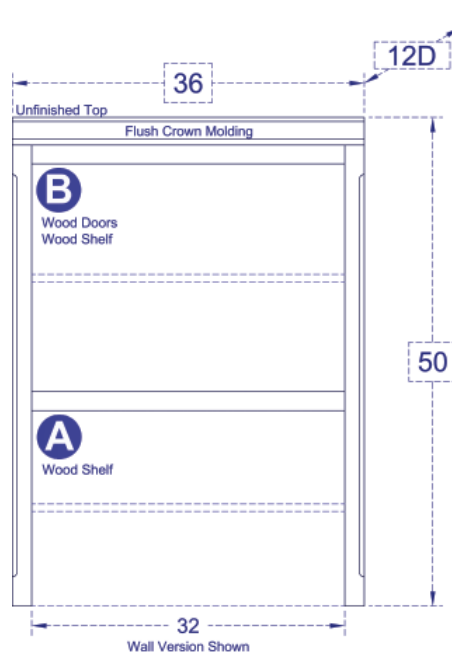 12D
36
Unfinished Top
Flush Crown Molding
B
Wood Doors
Wood Shelf
50
A
Wood Shelf
32
Wall Version Shown